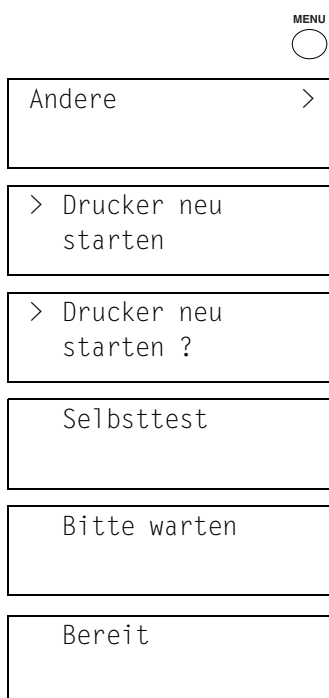 MENU
Andere >
> Drucker neu
starten
> Drucker neu
starten ?
Selbsttest
Bitte warten
Bereit